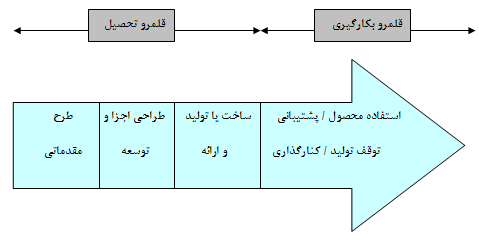 قلمرو تحصیل
قلمرو بکارگیری
طرح
مقدماتی
طراحی اجزا و
توسعه
ساخت یا تولید
و ارائه
استفاده محصول / پشتیبانی
توقف تولید / کنارگذاری